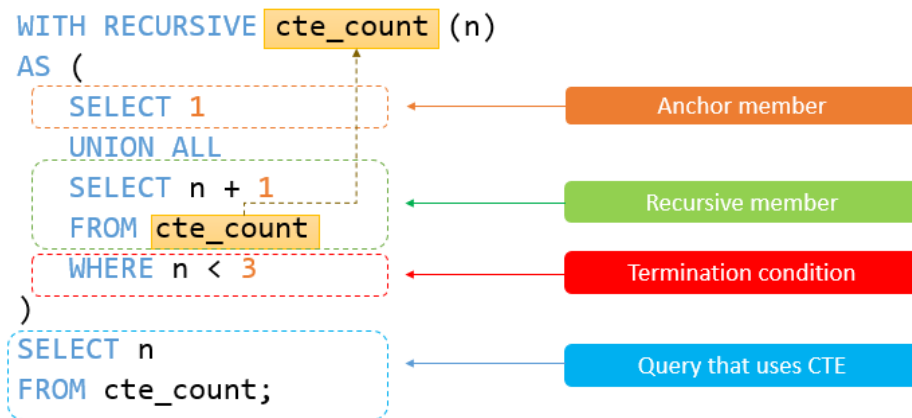 WITH RECURSIVE cte_count (n)
AS (
SELECT 1
Anchor member
UNION ALL
SELECT n + 1
Recursive member
FROM cte_count
WHERE n < 3
Termination condition
)
SELECT n
Query that uses CTE
FROM cte_count;